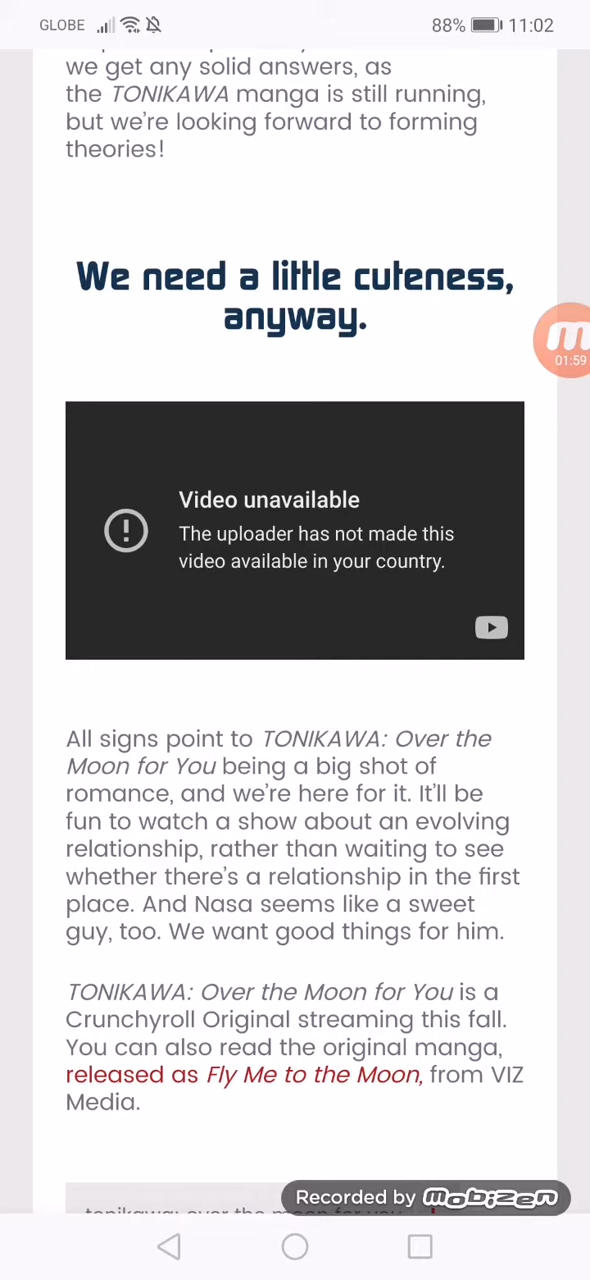 GLOBE 88% 11:02
we get any solid answers, as
the TONIKAWA manga is still running,
but we're looking forward to forming
theories!
We need a little cuteness,
anyway.
01:59
Video unavailable
The uploader has not made this
video available in your country.
All signs point to TONIKAWA: Over the
Moon for You being a big shot of
romance, and we're here for it. It'll be
fun to watch a show about an evolving
relationship, rather than waiting to see
whether there's a relationship in the first
place. And Nasa seems like a sweet
guy, too. We want good things for him.
TONIKAWA: Over the Moon for You is a
Crunchyroll Original streaming this fall.
You can also read the original manga,
released as Fly Me to the Moon, from VIZ
Media.
Recorded by mobizen
tonikawa: over the moon for you